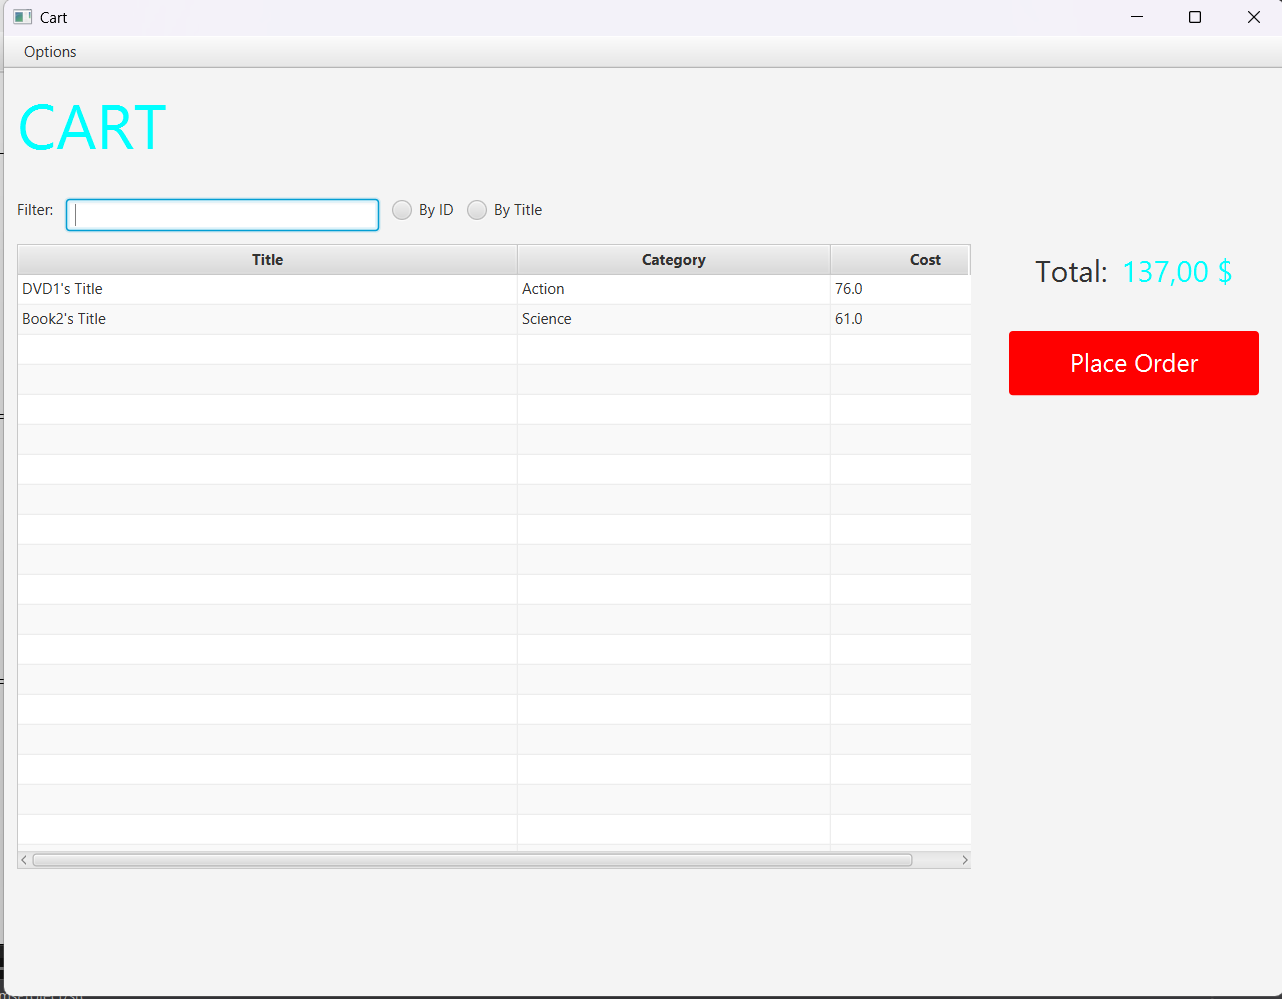 Cart
Options
CART
Filter: By ID By Title
Title Category Cost
DVD1's Title Action 76.0
Book2's Title Science 61.0
Total: 137,00 $
Place Order